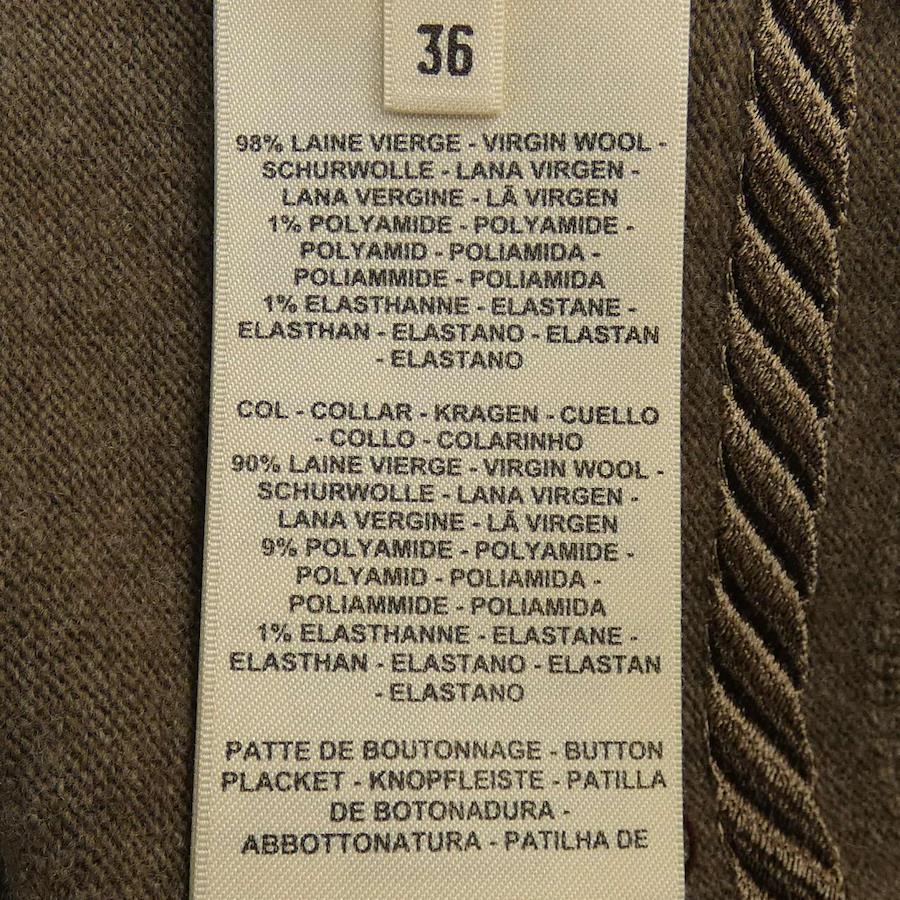 36
98% LAINE VIERGE - VIRGIN WOOL -
SCHURWOLLE - LANA VIRGEN -
LANA VERGINE - LÃ VIRGEN
1% POLYAMIDE - POLYAMIDE -
POLYAMID - POLIAMIDA -
POLIAMMIDE - POLIAMIDA
1% ELASTHANNE - ELASTANE -
ELASTHAN - ELASTANO - ELASTAN
- ELASTANO
COL - COLLAR - KRAGEN - CUELLO
- COLLO - COLARINHO
90% LAINE VIERGE - VIRGIN WOOL -
SCHURWOLLE - LANA VIRGEN -
LANA VERGINE - LÃ VIRGEN
9% POLYAMIDE - POLYAMIDE -
POLYAMID - POLIAMIDA -
POLIAMMIDE - POLIAMIDA
1% ELASTHANNE - ELASTANE -
ELASTHAN - ELASTANO - ELASTAN
- ELASTANO
PATTE DE BOUTONNAGE - BUTTON
PLACKET - KNOPFLEISTE - PATILLA
DE BOTONADURA -
ABBOTTONATURA - PATILHA DE